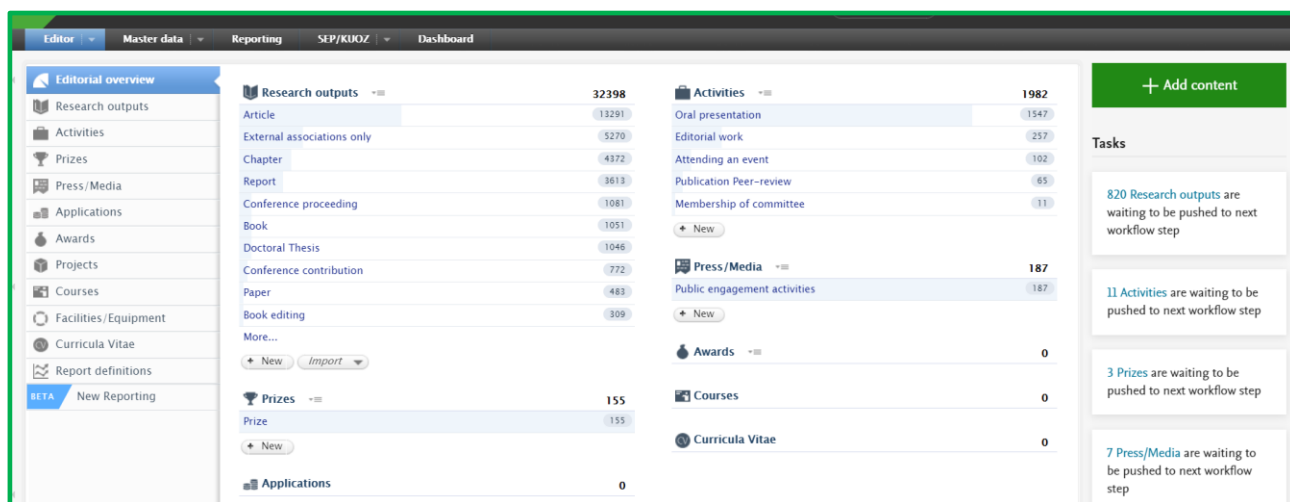 Editor
Master data
Reporting
SEP/KUOZ
Dashboard
Editorial overview
Research outputs
Activities
Prizes
Press/Media
Applications
Awards
Projects
Courses
Facilities/Equipment
Curricula Vitae
Report definitions
BETA New Reporting
Research outputs 32398
Article 13291
External associations only 5270
Chapter 4372
Report 3613
Conference proceeding 1081
Book 1051
Doctoral Thesis 1046
Conference contribution 772
Paper 483
Book editing 309
More...
+ New Import
Prizes 155
Prize 155
+ New
Applications 0
Activities 1982
Oral presentation 1547
Editorial work 257
Attending an event 102
Publication Peer-review 65
Membership of committee 11
+ New
Press/Media 187
Public engagement activities 187
+ New
Awards 0
Courses 0
Curricula Vitae 0
+ Add content
Tasks
820 Research outputs are
waiting to be pushed to next
workflow step
11 Activities are waiting to be
pushed to next workflow step
3 Prizes are waiting to be
pushed to next workflow step
7 Press/Media are waiting to
be pushed to next workflow
step